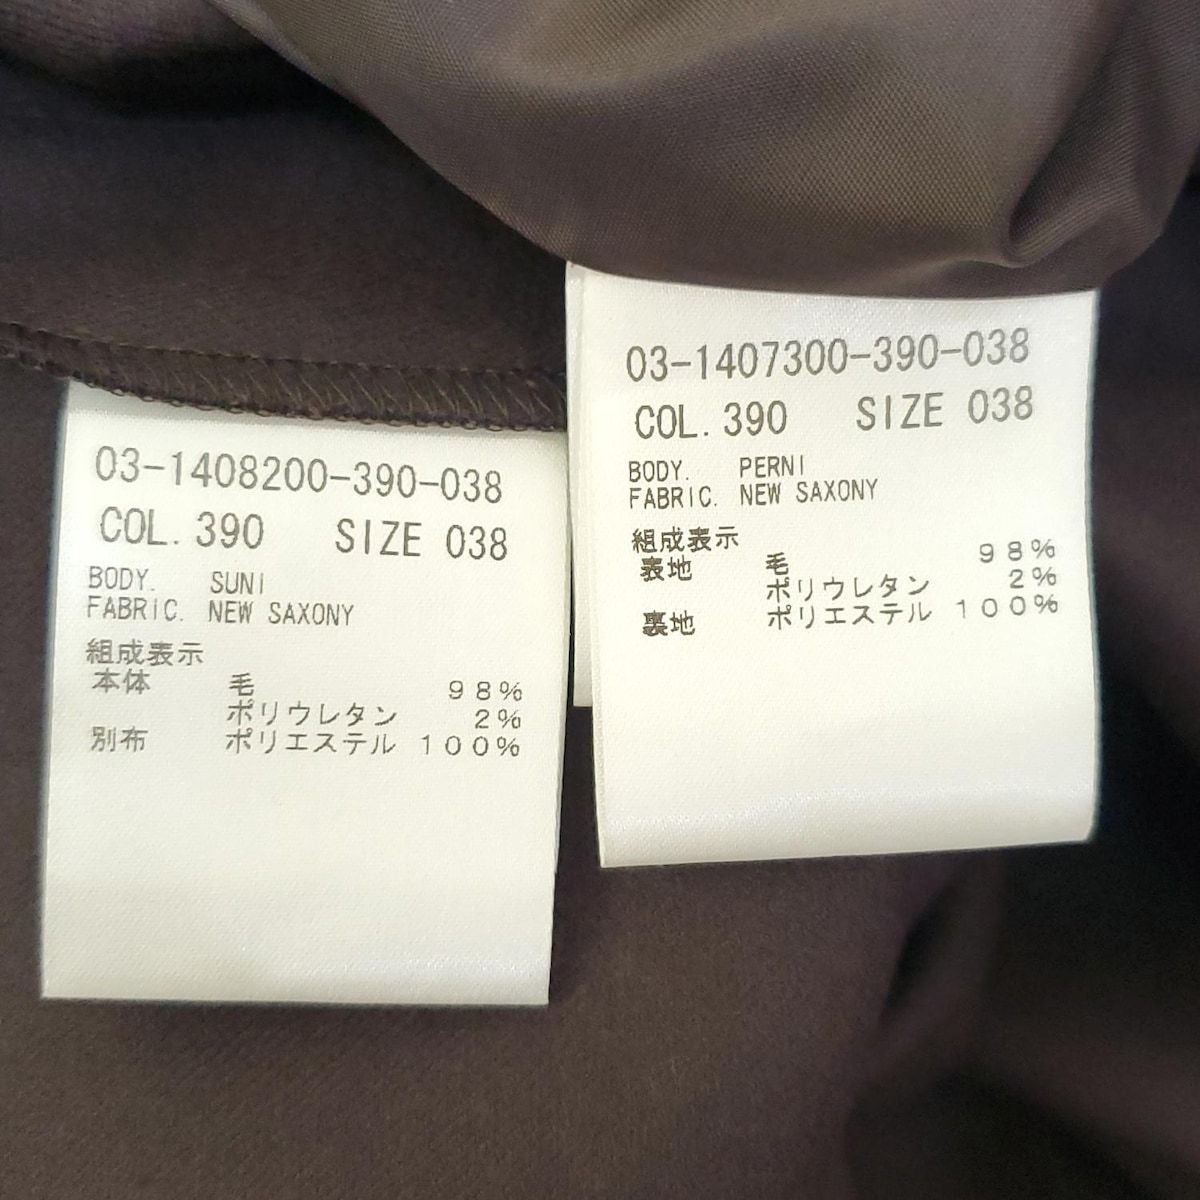 03-1408200-390-038
COL. 390 SIZE 038
BODY. SUNI
FABRIC. NEW SAXONY
組成表示
本体 毛 98%
ポリウレタン 2%
別布 ポリエステル 100%
03-1407300-390-038
COL. 390 SIZE 038
BODY. PERNI
FABRIC. NEW SAXONY
組成表示
表地 毛 98%
ポリウレタン 2%
裏地 ポリエステル 100%